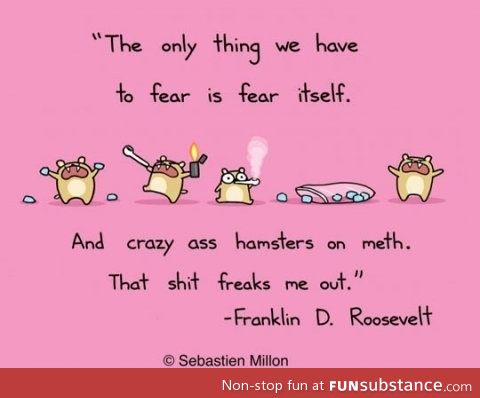 "The only thing we have
to fear is fear itself.
And crazy ass hamsters on meth.
That shit freaks me out."
-Franklin D. Roosevelt
© Sebastien Millon
Non-stop fun at FUNsubstance.com